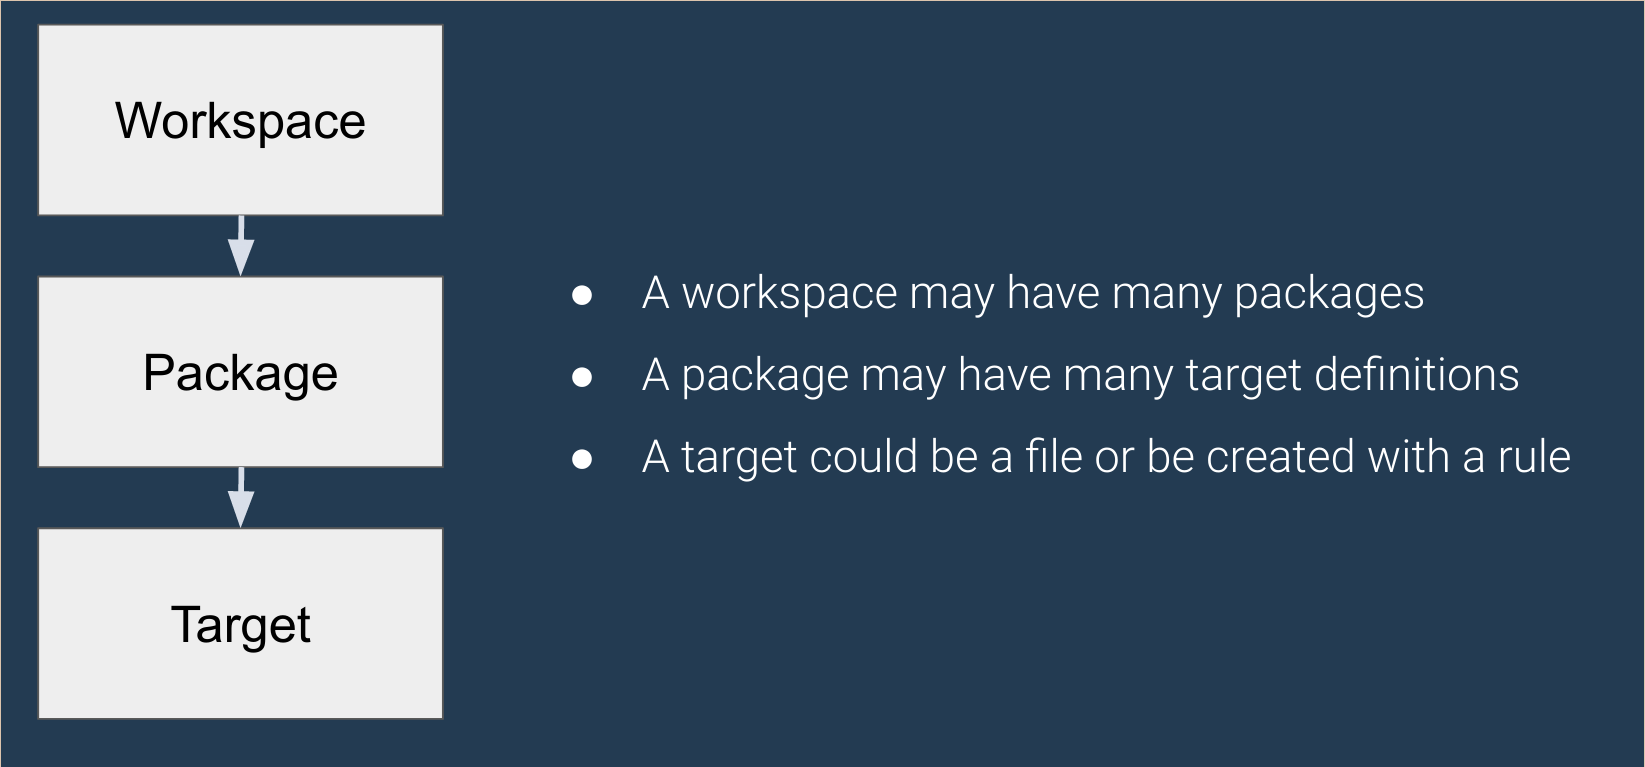 Workspace
Package
Target
● A workspace may have many packages
● A package may have many target definitions
● A target could be a file or be created with a rule